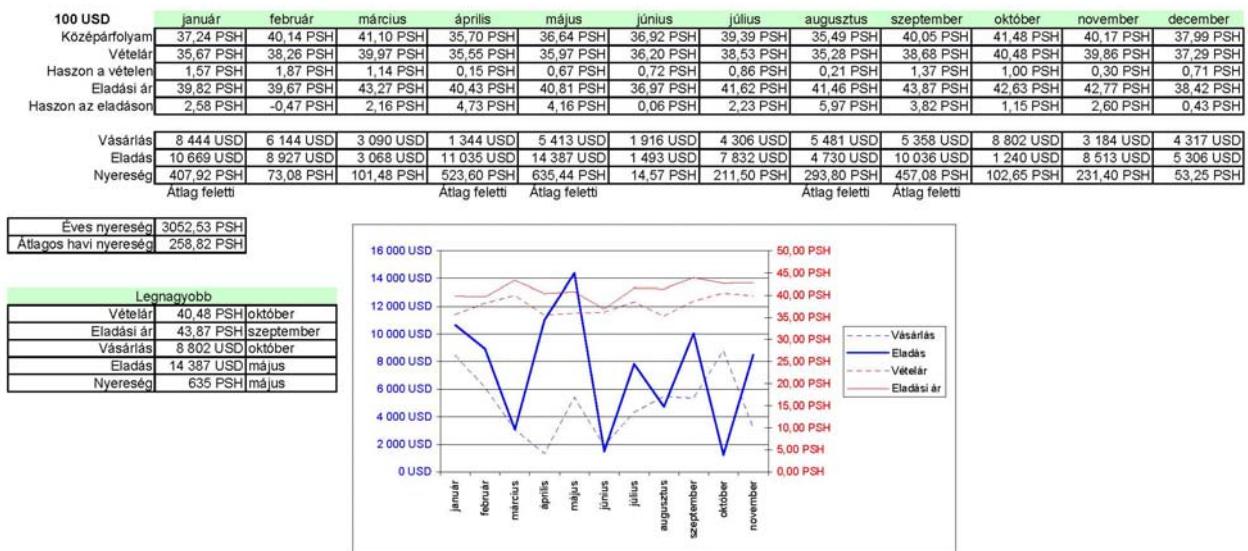 100 USD január február március április május június július augusztus szeptember október november december
Középárfolyam 37,24 PSH 40,14 PSH 41,10 PSH 35,70 PSH 36,64 PSH 36,92 PSH 39,39 PSH 35,49 PSH 40,05 PSH 41,48 PSH 40,17 PSH 37,99 PSH
Vételár 35,67 PSH 38,26 PSH 39,97 PSH 35,55 PSH 35,97 PSH 36,20 PSH 38,53 PSH 35,28 PSH 38,68 PSH 40,48 PSH 39,86 PSH 37,29 PSH
Haszon a vételen 1,57 PSH 1,87 PSH 1,14 PSH 0,15 PSH 0,67 PSH 0,72 PSH 0,86 PSH 0,21 PSH 1,37 PSH 1,00 PSH 0,30 PSH 0,71 PSH
Eladási ár 39,82 PSH 39,67 PSH 43,27 PSH 40,43 PSH 40,81 PSH 36,97 PSH 41,62 PSH 41,46 PSH 43,87 PSH 42,63 PSH 42,77 PSH 38,42 PSH
Haszon az eladáson 2,58 PSH -0,47 PSH 2,16 PSH 4,73 PSH 4,16 PSH 0,06 PSH 2,23 PSH 5,97 PSH 3,82 PSH 1,15 PSH 2,60 PSH 0,43 PSH
Vásárlás 8 444 USD 6 144 USD 3 090 USD 1 344 USD 5 413 USD 1 916 USD 4 306 USD 5 481 USD 5 358 USD 8 802 USD 3 184 USD 4 317 USD
Eladás 10 669 USD 8 927 USD 3 068 USD 11 035 USD 14 387 USD 1 493 USD 7 832 USD 4 730 USD 10 036 USD 1 240 USD 8 513 USD 5 306 USD
Nyereség 407,92 PSH 73,08 PSH 101,48 PSH 523,60 PSH 635,44 PSH 14,57 PSH 211,50 PSH 293,80 PSH 457,08 PSH 102,65 PSH 231,40 PSH 53,25 PSH
Átlag feletti Átlag feletti Átlag feletti Átlag feletti Átlag feletti
Éves nyereség 3052,53 PSH
Átlagos havi nyereség 258,82 PSH
Legnagyobb
Vételár 40,48 PSH október
Eladási ár 43,87 PSH szeptember
Vásárlás 8 802 USD október
Eladás 14 387 USD május
Nyereség 635 PSH május
16 000 USD
14 000 USD
12 000 USD
10 000 USD
8 000 USD
6 000 USD
4 000 USD
2 000 USD
0 USD
50,00 PSH
45,00 PSH
40,00 PSH
35,00 PSH
30,00 PSH
25,00 PSH
20,00 PSH
15,00 PSH
10,00 PSH
5,00 PSH
0,00 PSH
január
február
március
április
május
június
július
augusztus
szeptember
október
november
Vásárlás
Eladás
Vételár
Eladási ár